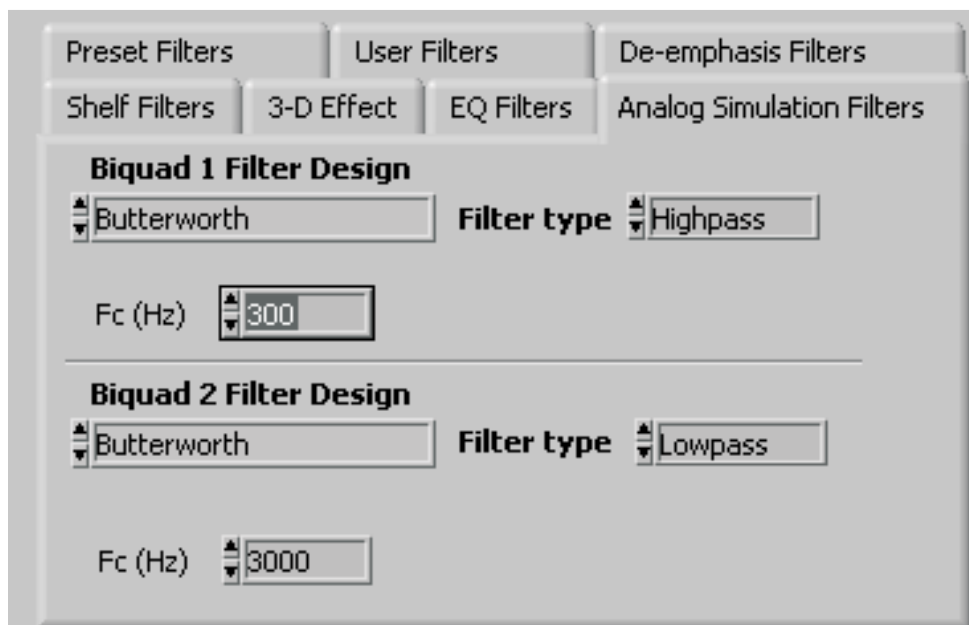 Preset Filters User Filters De-emphasis Filters
Shelf Filters 3-D Effect EQ Filters Analog Simulation Filters
Biquad 1 Filter Design
Butterworth Filter type Highpass
Fc (Hz) 300
Biquad 2 Filter Design
Butterworth Filter type Lowpass
Fc (Hz) 3000